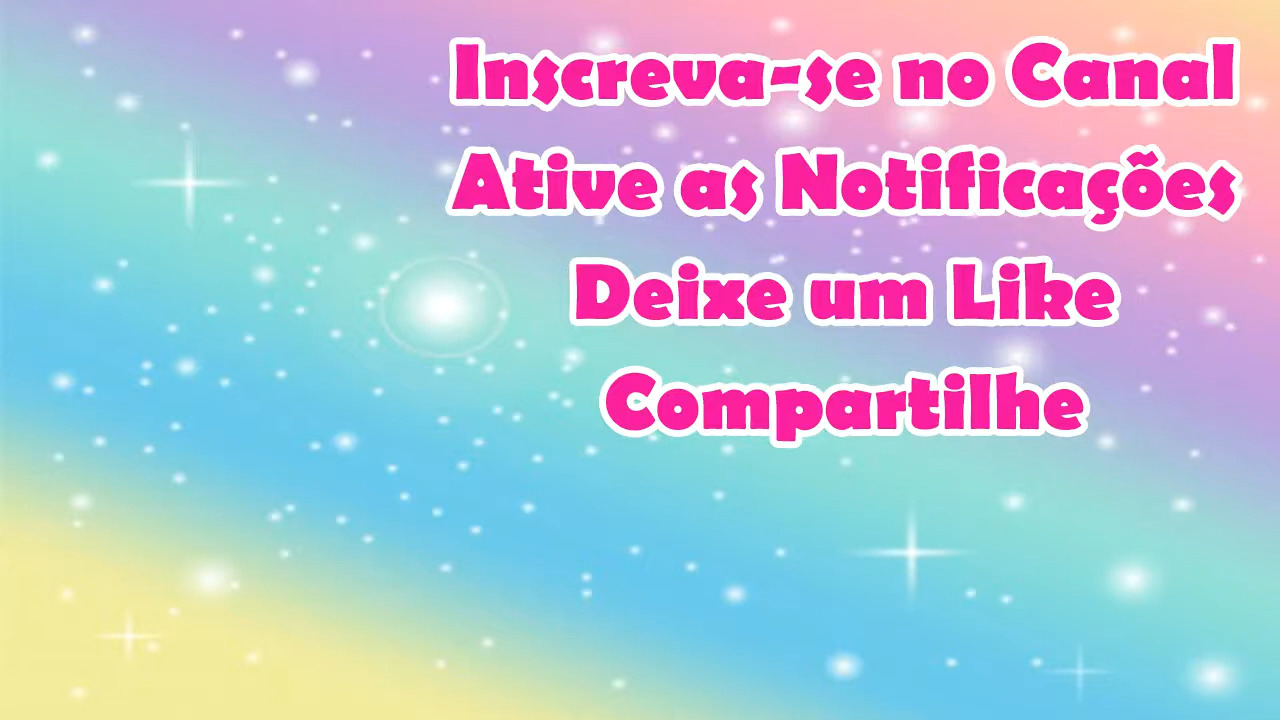 Inscreva-se no Canal
Ative as Notificações
Deixe um Like
Compartilhe